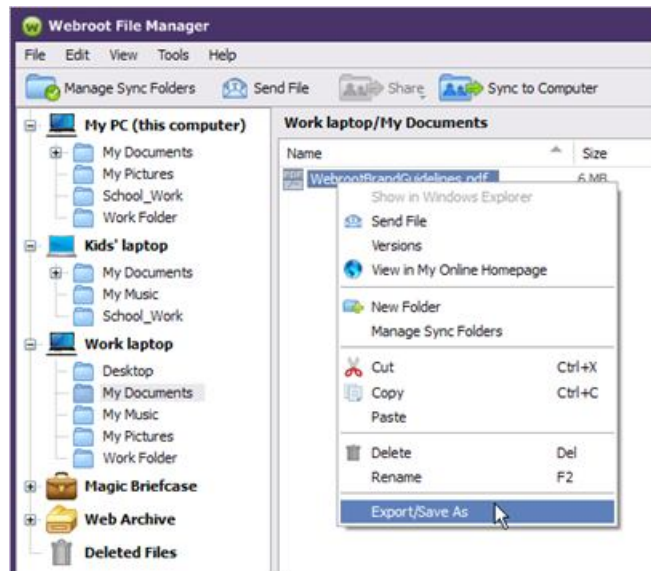 Webroot File Manager
File Edit View Tools Help
Manage Sync Folders Send File Share Sync to Computer
My PC (this computer)
My Documents
My Pictures
School_Work
Work Folder
Kids' laptop
My Documents
My Music
School_Work
Work laptop
Desktop
My Documents
My Music
My Pictures
Work Folder
Magic Briefcase
Web Archive
Deleted Files
Work laptop/My Documents
Name Size
WebrootBrandGuidelines.pdf 6 MB
Show in Windows Explorer
Send File
Versions
View in My Online Homepage
New Folder
Manage Sync Folders
Cut Ctrl+X
Copy Ctrl+C
Paste
Delete Del
Rename F2
Export/Save As